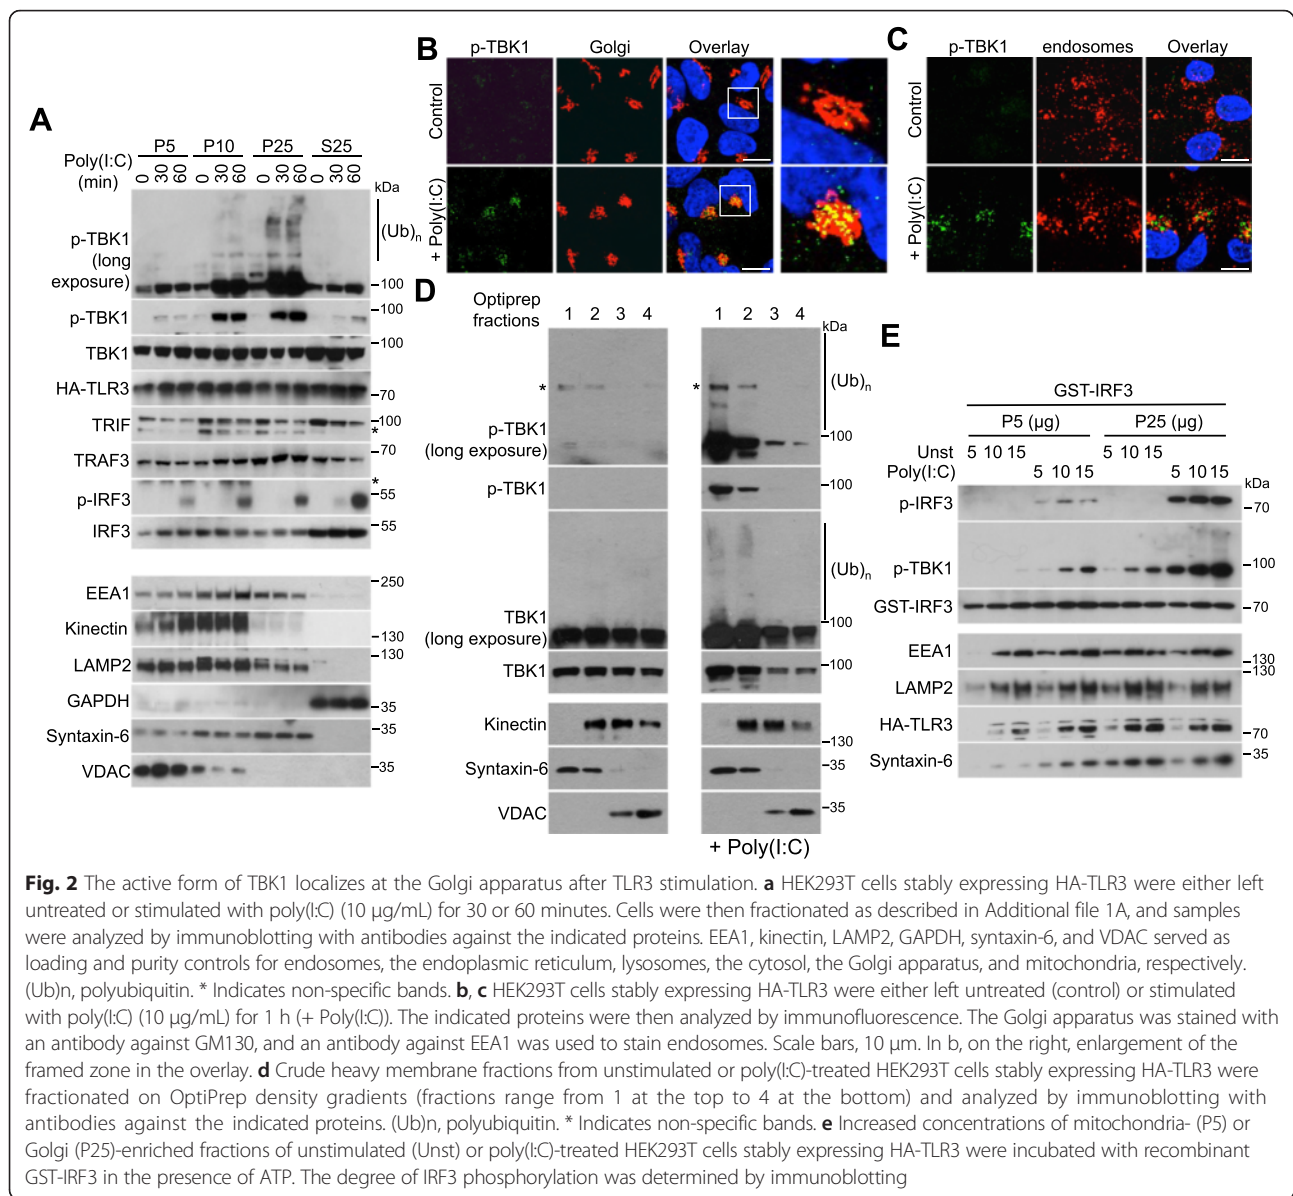 A
P5 P10 P25 S25
Poly(I:C)
(min)
0 30 60 0 30 60 0 30 60 0 30 60
kDa
p-TBK1
(long
exposure)
(Ub)n
100
p-TBK1
100
TBK1
100
HA-TLR3
70
TRIF
100
*
TRAF3
70
p-IRF3
*
55
IRF3
55
EEA1
250
Kinectin
130
LAMP2
130
GAPDH
35
Syntaxin-6
35
VDAC
35
B
p-TBK1 Golgi Overlay
Control
+ Poly(I:C)
C
p-TBK1 endosomes Overlay
Control
+ Poly(I:C)
D
Optiprep
fractions
1 2 3 4 1 2 3 4
kDa
* *
(Ub)n
p-TBK1
(long exposure)
100
p-TBK1
100
(Ub)n
TBK1
(long exposure)
100
TBK1
100
Kinectin
130
Syntaxin-6
35
VDAC
35
+ Poly(I:C)
E
GST-IRF3
P5 (µg) P25 (µg)
Unst 5 10 15 5 10 15
Poly(I:C) 5 10 15 5 10 15
kDa
p-IRF3
70
p-TBK1
100
GST-IRF3
70
EEA1
130
LAMP2
130
HA-TLR3
70
Syntaxin-6
35
Fig. 2 The active form of TBK1 localizes at the Golgi apparatus after TLR3 stimulation. a HEK293T cells stably expressing HA-TLR3 were either left
untreated or stimulated with poly(I:C) (10 µg/mL) for 30 or 60 minutes. Cells were then fractionated as described in Additional file 1A, and samples
were analyzed by immunoblotting with antibodies against the indicated proteins. EEA1, kinectin, LAMP2, GAPDH, syntaxin-6, and VDAC served as
loading and purity controls for endosomes, the endoplasmic reticulum, lysosomes, the cytosol, the Golgi apparatus, and mitochondria, respectively.
(Ub)n, polyubiquitin. * Indicates non-specific bands. b, c HEK293T cells stably expressing HA-TLR3 were either left untreated (control) or stimulated
with poly(I:C) (10 µg/mL) for 1 h (+ Poly(I:C)). The indicated proteins were then analyzed by immunofluorescence. The Golgi apparatus was stained with
an antibody against GM130, and an antibody against EEA1 was used to stain endosomes. Scale bars, 10 µm. In b, on the right, enlargement of the
framed zone in the overlay. d Crude heavy membrane fractions from unstimulated or poly(I:C)-treated HEK293T cells stably expressing HA-TLR3 were
fractionated on OptiPrep density gradients (fractions range from 1 at the top to 4 at the bottom) and analyzed by immunoblotting with
antibodies against the indicated proteins. (Ub)n, polyubiquitin. * Indicates non-specific bands. e Increased concentrations of mitochondria- (P5) or
Golgi (P25)-enriched fractions of unstimulated (Unst) or poly(I:C)-treated HEK293T cells stably expressing HA-TLR3 were incubated with recombinant
GST-IRF3 in the presence of ATP. The degree of IRF3 phosphorylation was determined by immunoblotting